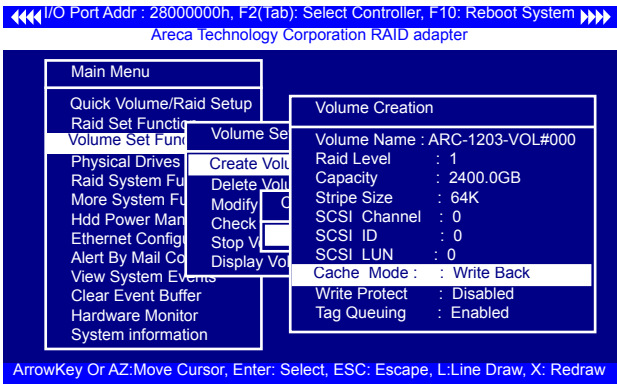 I/O Port Addr : 28000000h, F2(Tab): Select Controller, F10: Reboot System
Areca Technology Corporation RAID adapter
Main Menu
Quick Volume/Raid Setup
Raid Set Function
Volume Set Func
Physical Drives
Raid System Fu
More System Fu
Hdd Power Man
Ethernet Configu
Alert By Mail Co
View System Events
Clear Event Buffer
Hardware Monitor
System information
Volume Se
Create Volu
Delete Volu
Modify
Check
Stop Vo
Display Vol
C
Volume Creation
Volume Name : ARC-1203-VOL#000
Raid Level : 1
Capacity : 2400.0GB
Stripe Size : 64K
SCSI Channel : 0
SCSI ID : 0
SCSI LUN : 0
Cache Mode : : Write Back
Write Protect : Disabled
Tag Queuing : Enabled
ArrowKey Or AZ:Move Cursor, Enter: Select, ESC: Escape, L:Line Draw, X: Redraw